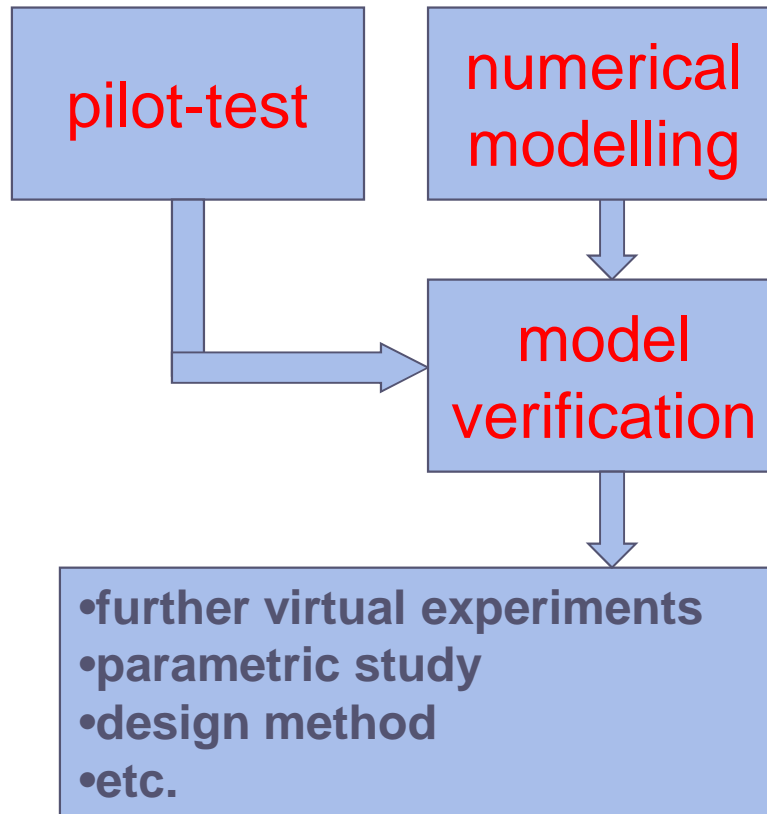 pilot-test
numerical
modelling
model
verification
•further virtual experiments
•parametric study
•design method
•etc.